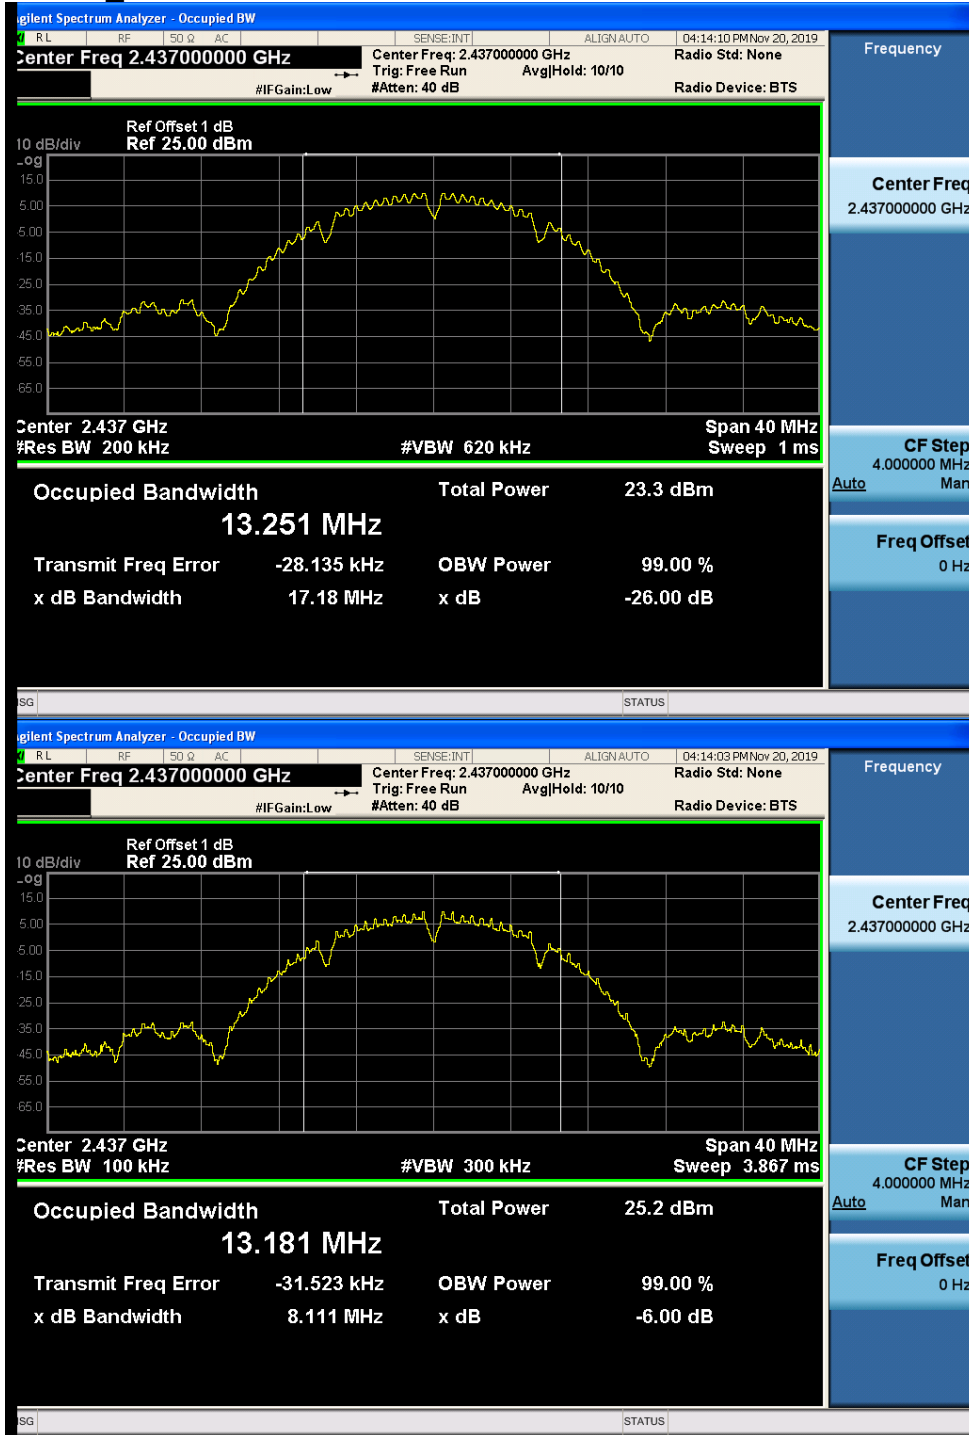 gilent Spectrum Analyzer - Occupied BW
RL RF 50 Ω AC SENSE:INT ALIGN AUTO 04:14:10 PM Nov 20, 2019
Center Freq 2.437000000 GHz
Center Freq: 2.437000000 GHz
Radio Std: None
Trig: Free Run Avg|Hold: 10/10
#IFGain:Low #Atten: 40 dB Radio Device: BTS
Frequency
Ref Offset 1 dB
10 dB/div Ref 25.00 dBm
Log
15.0
5.00
-5.00
-15.0
-25.0
-35.0
-45.0
-55.0
-65.0
Center 2.437 GHz Span 40 MHz
#Res BW 200 kHz #VBW 620 kHz Sweep 1 ms
Occupied Bandwidth Total Power 23.3 dBm
13.251 MHz
Transmit Freq Error -28.135 kHz OBW Power 99.00 %
x dB Bandwidth 17.18 MHz x dB -26.00 dB
Center Freq
2.437000000 GHz
CF Step
4.000000 MHz
Auto Man
Freq Offset
0 Hz
SG STATUS
gilent Spectrum Analyzer - Occupied BW
RL RF 50 Ω AC SENSE:INT ALIGN AUTO 04:14:03 PM Nov 20, 2019
Center Freq 2.437000000 GHz
Center Freq: 2.437000000 GHz
Radio Std: None
Trig: Free Run Avg|Hold: 10/10
#IFGain:Low #Atten: 40 dB Radio Device: BTS
Frequency
Ref Offset 1 dB
10 dB/div Ref 25.00 dBm
Log
15.0
5.00
-5.00
-15.0
-25.0
-35.0
-45.0
-55.0
-65.0
Center 2.437 GHz Span 40 MHz
#Res BW 100 kHz #VBW 300 kHz Sweep 3.867 ms
Occupied Bandwidth Total Power 25.2 dBm
13.181 MHz
Transmit Freq Error -31.523 kHz OBW Power 99.00 %
x dB Bandwidth 8.111 MHz x dB -6.00 dB
Center Freq
2.437000000 GHz
CF Step
4.000000 MHz
Auto Man
Freq Offset
0 Hz
SG STATUS